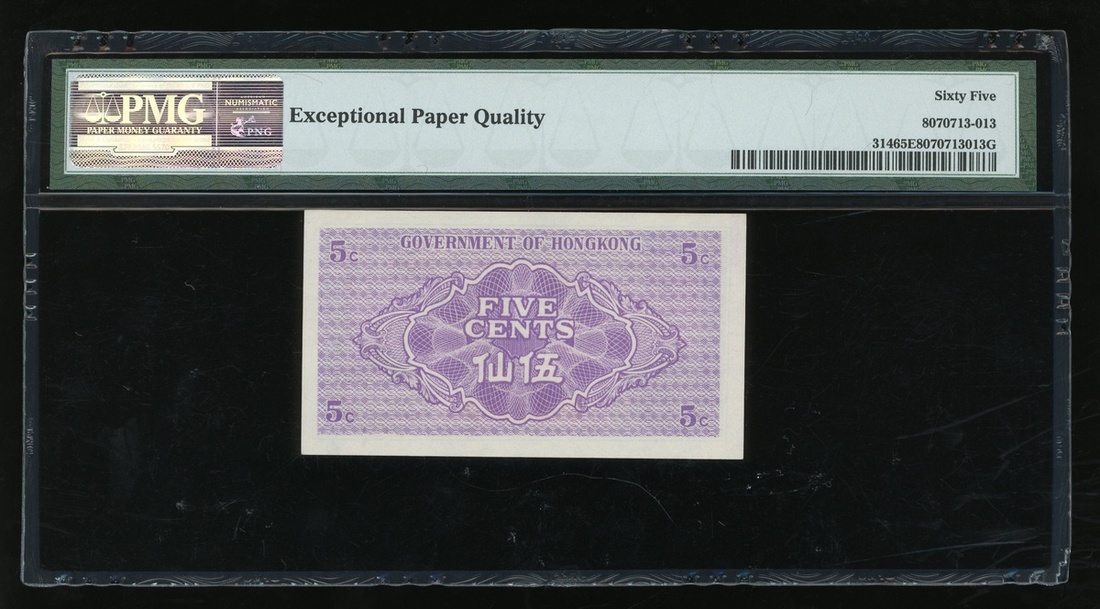 PMG
PAPER MONEY GUARANTY
NUMISMATIC
PNG
Exceptional Paper Quality
Sixty Five
8070713-013
31465E8070713013G
5c
GOVERNMENT OF HONGKONG
5c
FIVE
CENTS
仙伍
5c
5c